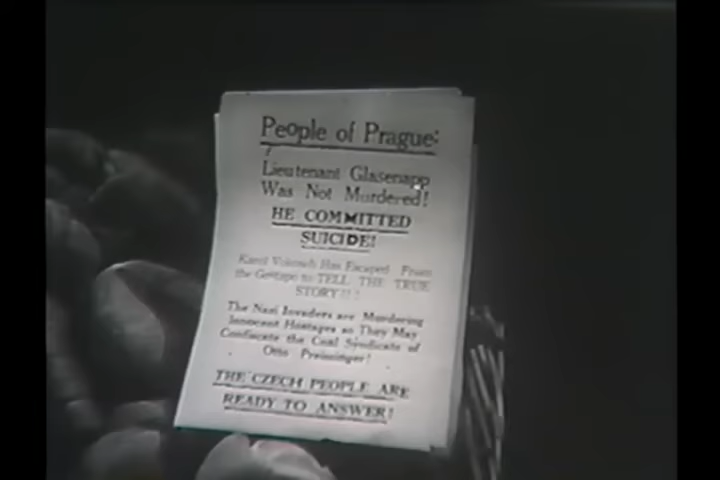 People of Prague:
Lieutenant Glasenapp
Was Not Murdered!
HE COMMITTED
SUICIDE!
Karel Has Escaped From
the Gestapo to TELL THE TRUE
STORY!!!
The Nazi Invaders are Murdering
Innocent Hostages so They May
Confiscate the Coal Syndicate of
Otto Preissinger!
THE CZECH PEOPLE ARE
READY TO ANSWER!